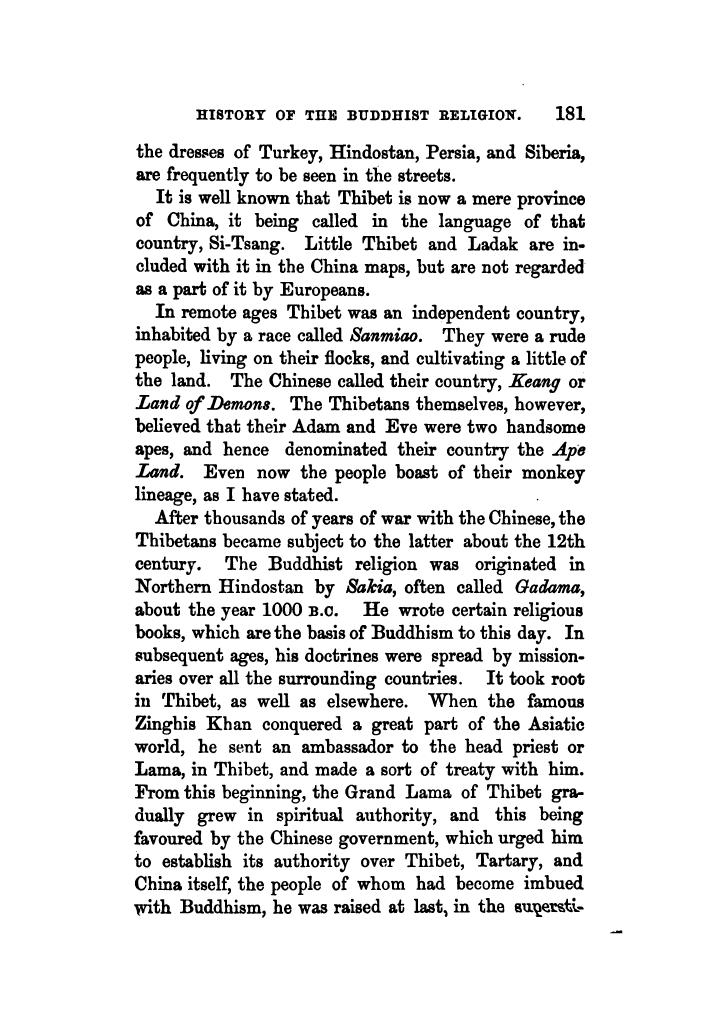 HISTORY OF THE BUDDHIST RELIGION. 181
the dresses of Turkey, Hindostan, Persia, and Siberia,
are frequently to be seen in the streets.
It is well known that Thibet is now a mere province
of China, it being called in the language of that
country, Si-Tsang. Little Thibet and Ladak are in-
cluded with it in the China maps, but are not regarded
as a part of it by Europeans.
In remote ages Thibet was an independent country,
inhabited by a race called Sanmiao. They were a rude
people, living on their flocks, and cultivating a little of
the land. The Chinese called their country, Keang or
Land of Demons. The Thibetans themselves, however,
believed that their Adam and Eve were two handsome
apes, and hence denominated their country the Ape
Land. Even now the people boast of their monkey
lineage, as I have stated.
After thousands of years of war with the Chinese, the
Thibetans became subject to the latter about the 12th
century. The Buddhist religion was originated in
Northern Hindostan by Sakia, often called Gadama,
about the year 1000 B.C. He wrote certain religious
books, which are the basis of Buddhism to this day. In
subsequent ages, his doctrines were spread by mission-
aries over all the surrounding countries. It took root
in Thibet, as well as elsewhere. When the famous
Zinghis Khan conquered a great part of the Asiatic
world, he sent an ambassador to the head priest or
Lama, in Thibet, and made a sort of treaty with him.
From this beginning, the Grand Lama of Thibet gra-
dually grew in spiritual authority, and this being
favoured by the Chinese government, which urged him
to establish its authority over Thibet, Tartary, and
China itself, the people of whom had become imbued
with Buddhism, he was raised at last, in the supersti-